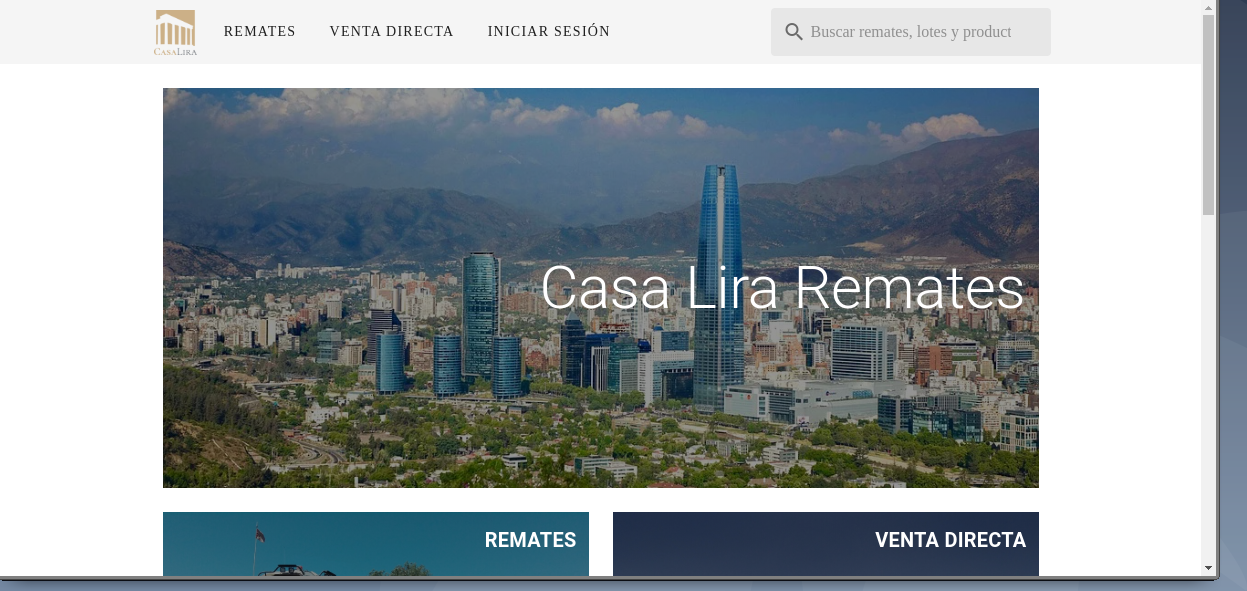 CASALIRA
REMATES
VENTA DIRECTA
INICIAR SESIÓN
Buscar remates, lotes y product
Casa Lira Remates
REMATES
VENTA DIRECTA